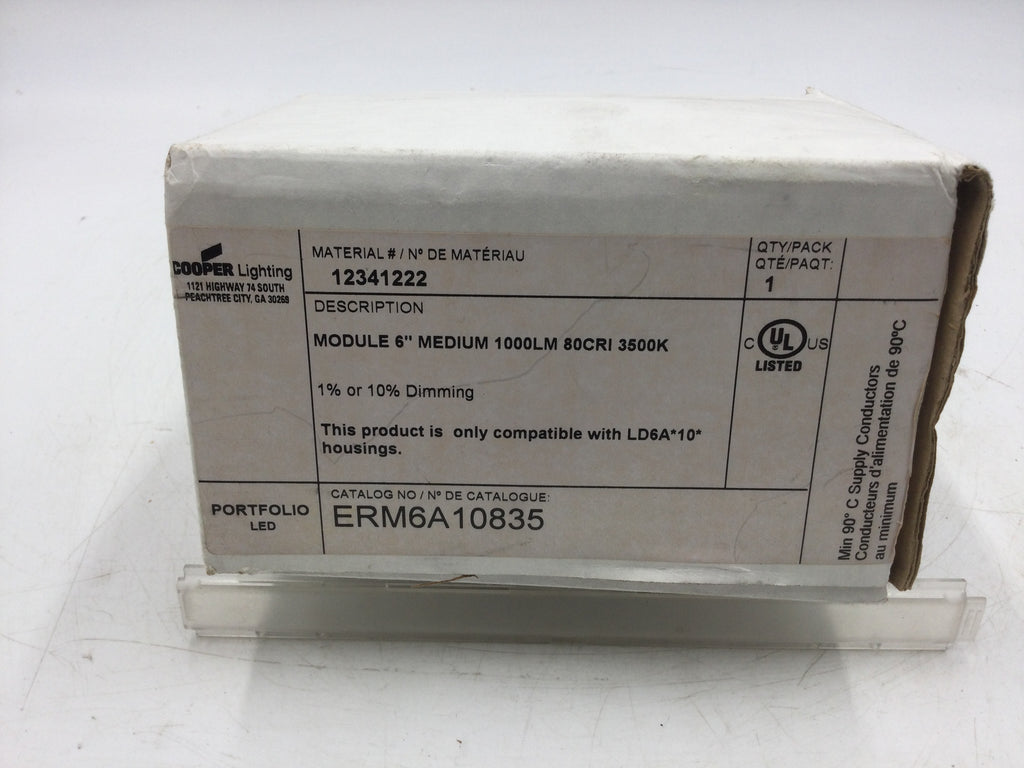 COOPER Lighting
1121 HIGHWAY 74 SOUTH
PEACHTREE CITY, GA 30269
MATERIAL # / Nº DE MATÉRIAU
12341222
QTY/PACK
QTÉ/PAQT:
1
DESCRIPTION
MODULE 6" MEDIUM 1000LM 80CRI 3500K
1% or 10% Dimming
This product is only compatible with LD6A*10*
housings.
C UL US
LISTED
Min 90° C Supply Conductors
Conducteurs d'alimentation de 90ºC
au minimum
PORTFOLIO
LED
CATALOG NO / Nº DE CATALOGUE:
ERM6A10835